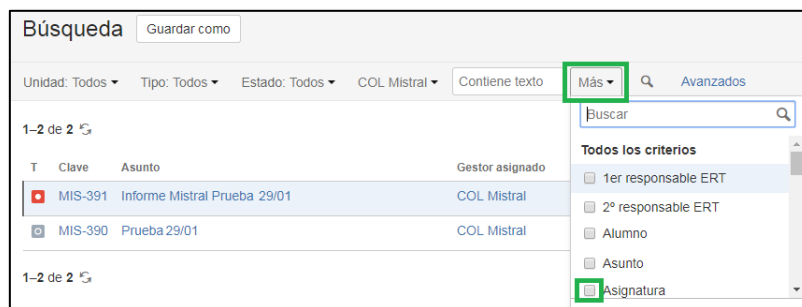 Búsqueda Guardar como
Unidad: Todos Tipo: Todos Estado: Todos COL Mistral Contiene texto Más Avanzados
Buscar
1–2 de 2
Todos los criterios
T Clave Asunto Gestor asignado
1er responsable ERT
MIS-391 Informe Mistral Prueba 29/01 COL Mistral
2º responsable ERT
MIS-390 Prueba 29/01 COL Mistral
Alumno
Asunto
1–2 de 2
Asignatura